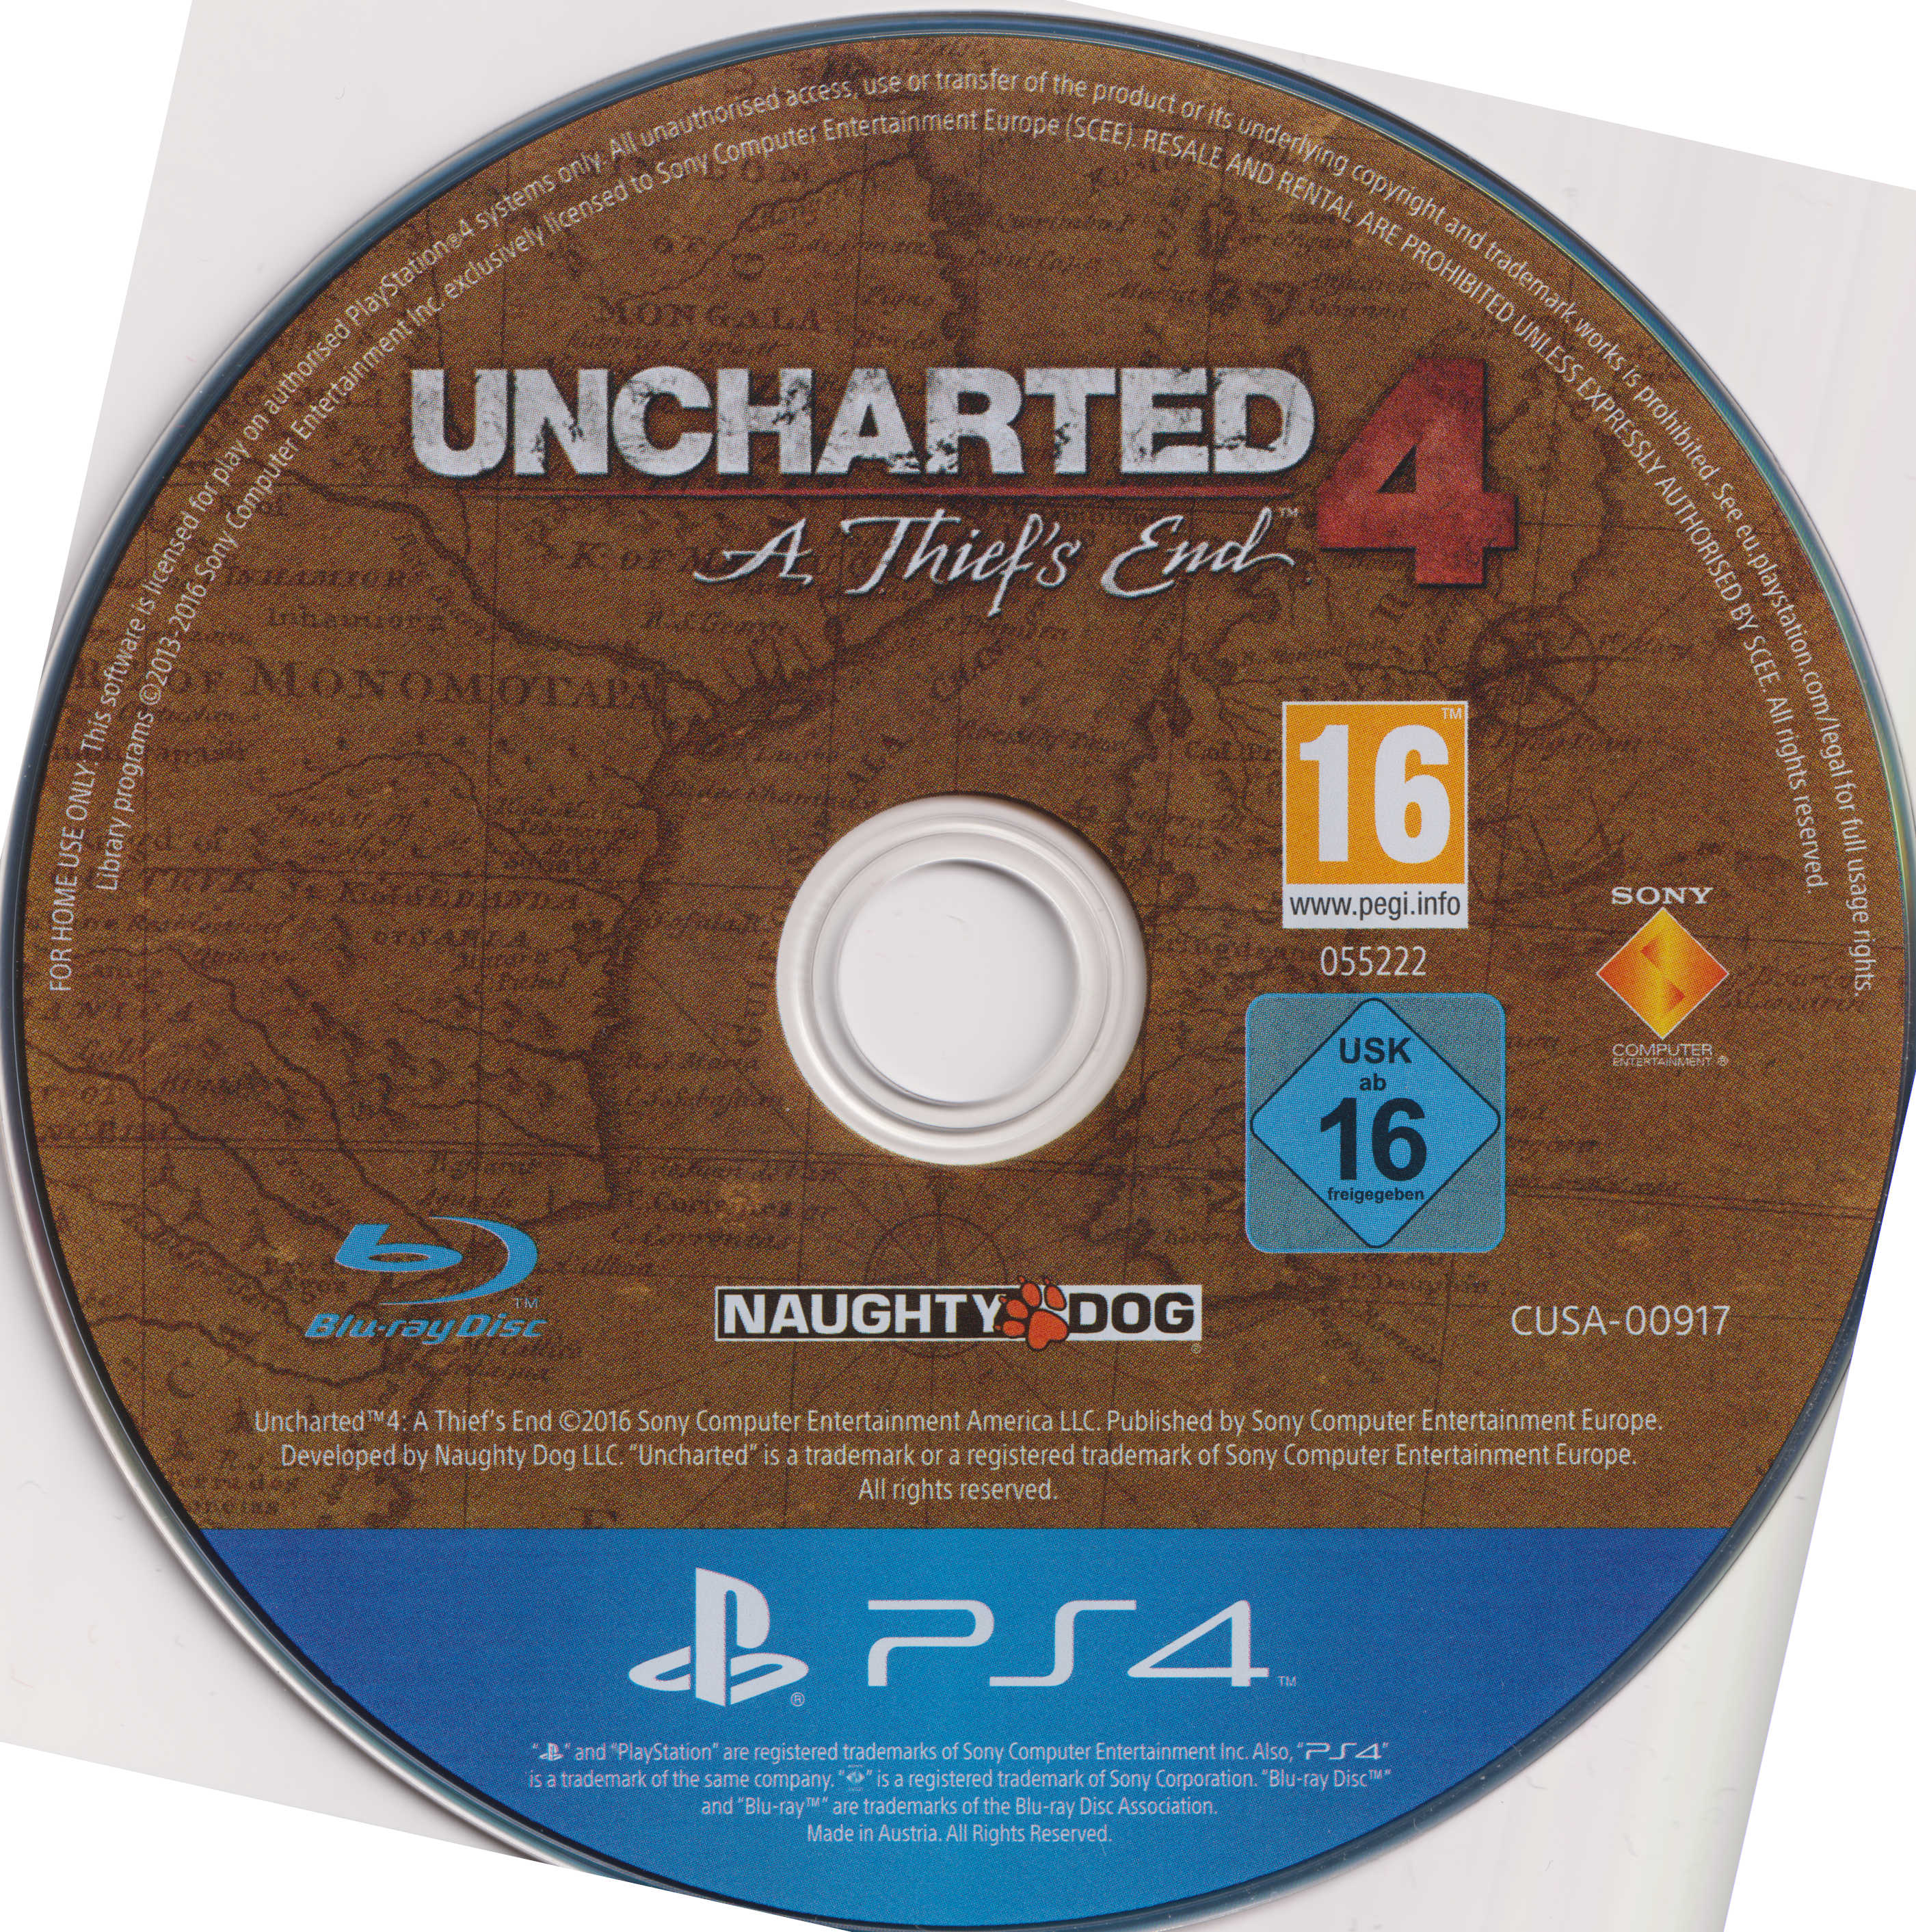 FOR HOME USE ONLY: This software is licensed for play on authorised PlayStation®4 systems only. All unauthorised access, use or transfer of the product or its underlying copyright and trademark works is prohibited. See eu.playstation.com/legal for full usage rights.
Library programs ©2013-2016 Sony Computer Entertainment Inc. exclusively licensed to Sony Computer Entertainment Europe (SCEE). RESALE AND RENTAL ARE PROHIBITED UNLESS EXPRESSLY AUTHORISED BY SCEE. All rights reserved.
MONGALA
UNCHARTED 4
A Thief's End™
K OF
INHAMIOR
inhamiora
OF MONOMOTAPA
16™
www.pegi.info
055222
SONY
COMPUTER
ENTERTAINMENT ®
USK
ab
16
freigegeben
Blu-ray Disc™
NAUGHTY DOG®
CUSA-00917
Uncharted™4: A Thief's End ©2016 Sony Computer Entertainment America LLC. Published by Sony Computer Entertainment Europe.
Developed by Naughty Dog LLC. “Uncharted” is a trademark or a registered trademark of Sony Computer Entertainment Europe.
All rights reserved.
® PS4™
“ ” and “PlayStation” are registered trademarks of Sony Computer Entertainment Inc. Also, “PS4”
is a trademark of the same company. “ ” is a registered trademark of Sony Corporation. “Blu-ray Disc™”
and “Blu-ray™” are trademarks of the Blu-ray Disc Association.
Made in Austria. All Rights Reserved.